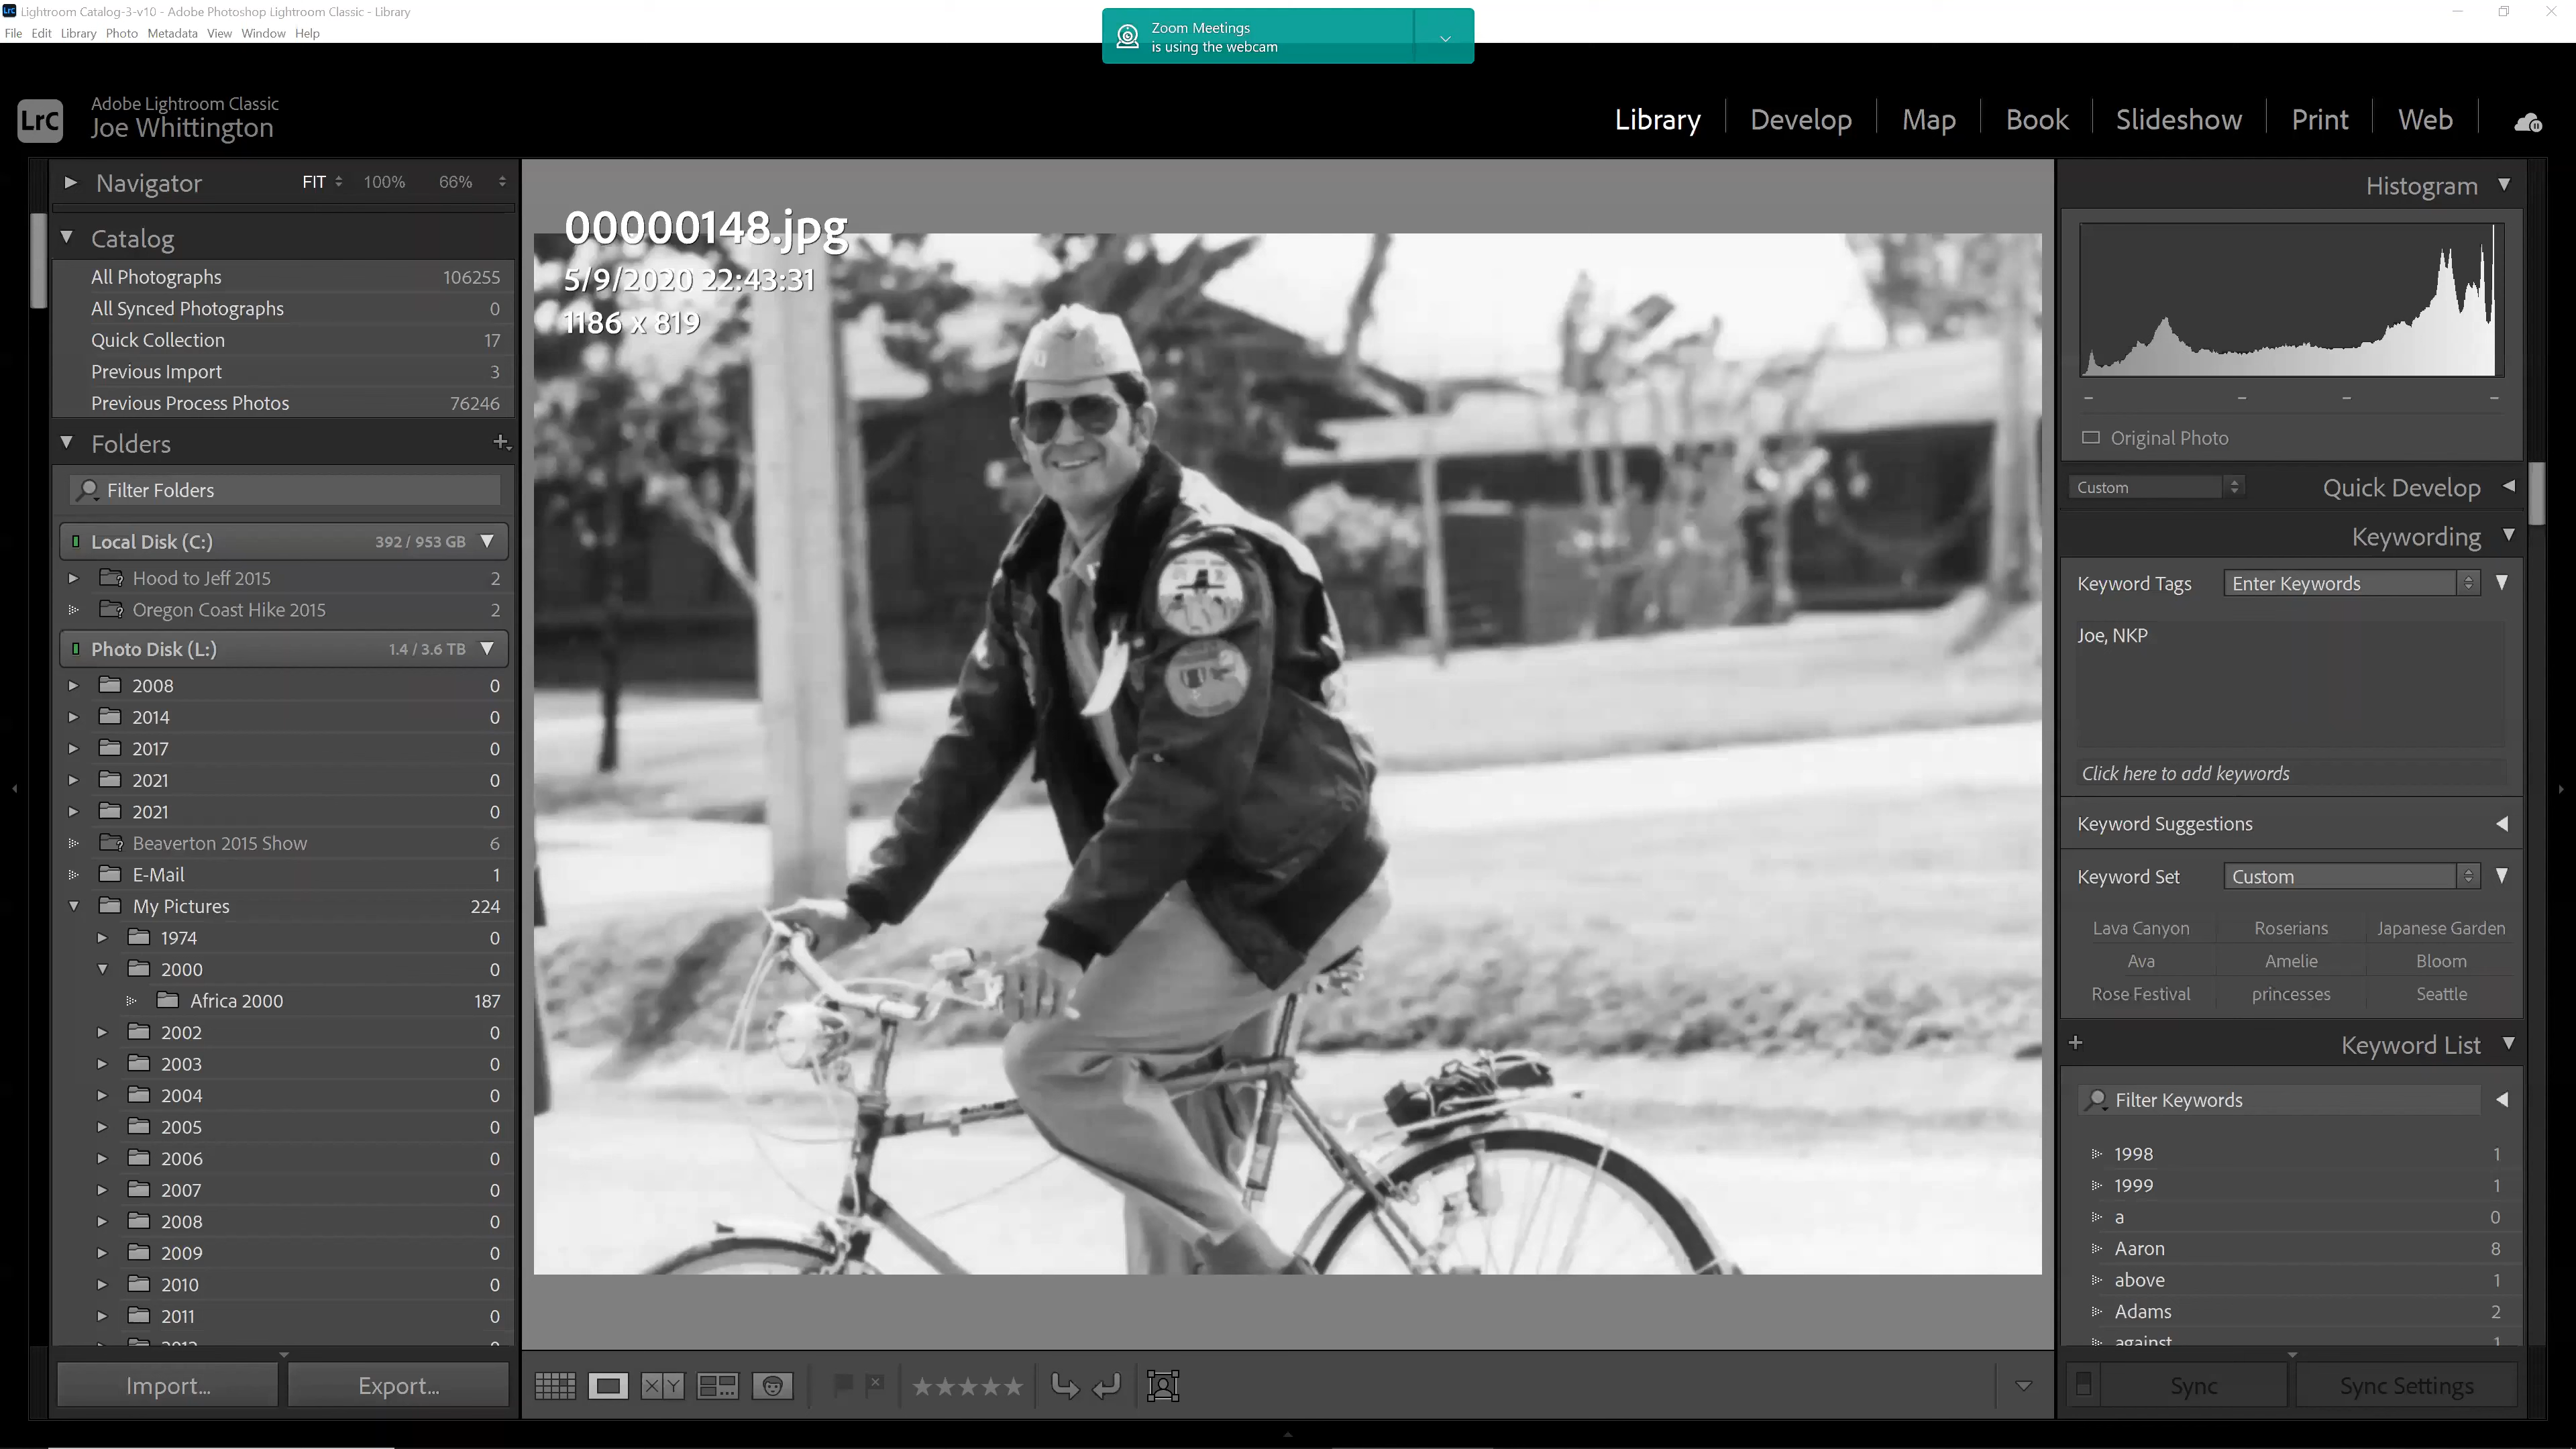 Lightroom Catalog-3-v10 - Adobe Photoshop Lightroom Classic - Library
File Edit Library Photo Metadata View Window Help
Zoom Meetings
is using the webcam
LrC
Adobe Lightroom Classic
Joe Whittington
Library Develop Map Book Slideshow Print Web
Navigator FIT 100% 66%
Catalog
All Photographs 106255
All Synced Photographs 0
Quick Collection 17
Previous Import 3
Previous Process Photos 76246
Folders
Filter Folders
Local Disk (C:) 392 / 953 GB
Hood to Jeff 2015 2
Oregon Coast Hike 2015 2
Photo Disk (L:) 1.4 / 3.6 TB
2008 0
2014 0
2017 0
2021 0
2021 0
Beaverton 2015 Show 6
E-Mail 1
My Pictures 224
1974 0
2000 0
Africa 2000 187
2002 0
2003 0
2004 0
2005 0
2006 0
2007 0
2008 0
2009 0
2010 0
2011 0
Import... Export...
00000148.jpg
5/9/2020 22:43:31
1186 x 819
X Y
Histogram
Original Photo
Custom Quick Develop
Keywording
Keyword Tags Enter Keywords
Joe, NKP
Click here to add keywords
Keyword Suggestions
Keyword Set Custom
Lava Canyon Roserians Japanese Garden
Ava Amelie Bloom
Rose Festival princesses Seattle
Keyword List
Filter Keywords
1998 1
1999 1
a 0
Aaron 8
above 1
Adams 2
against 1
Sync Sync Settings